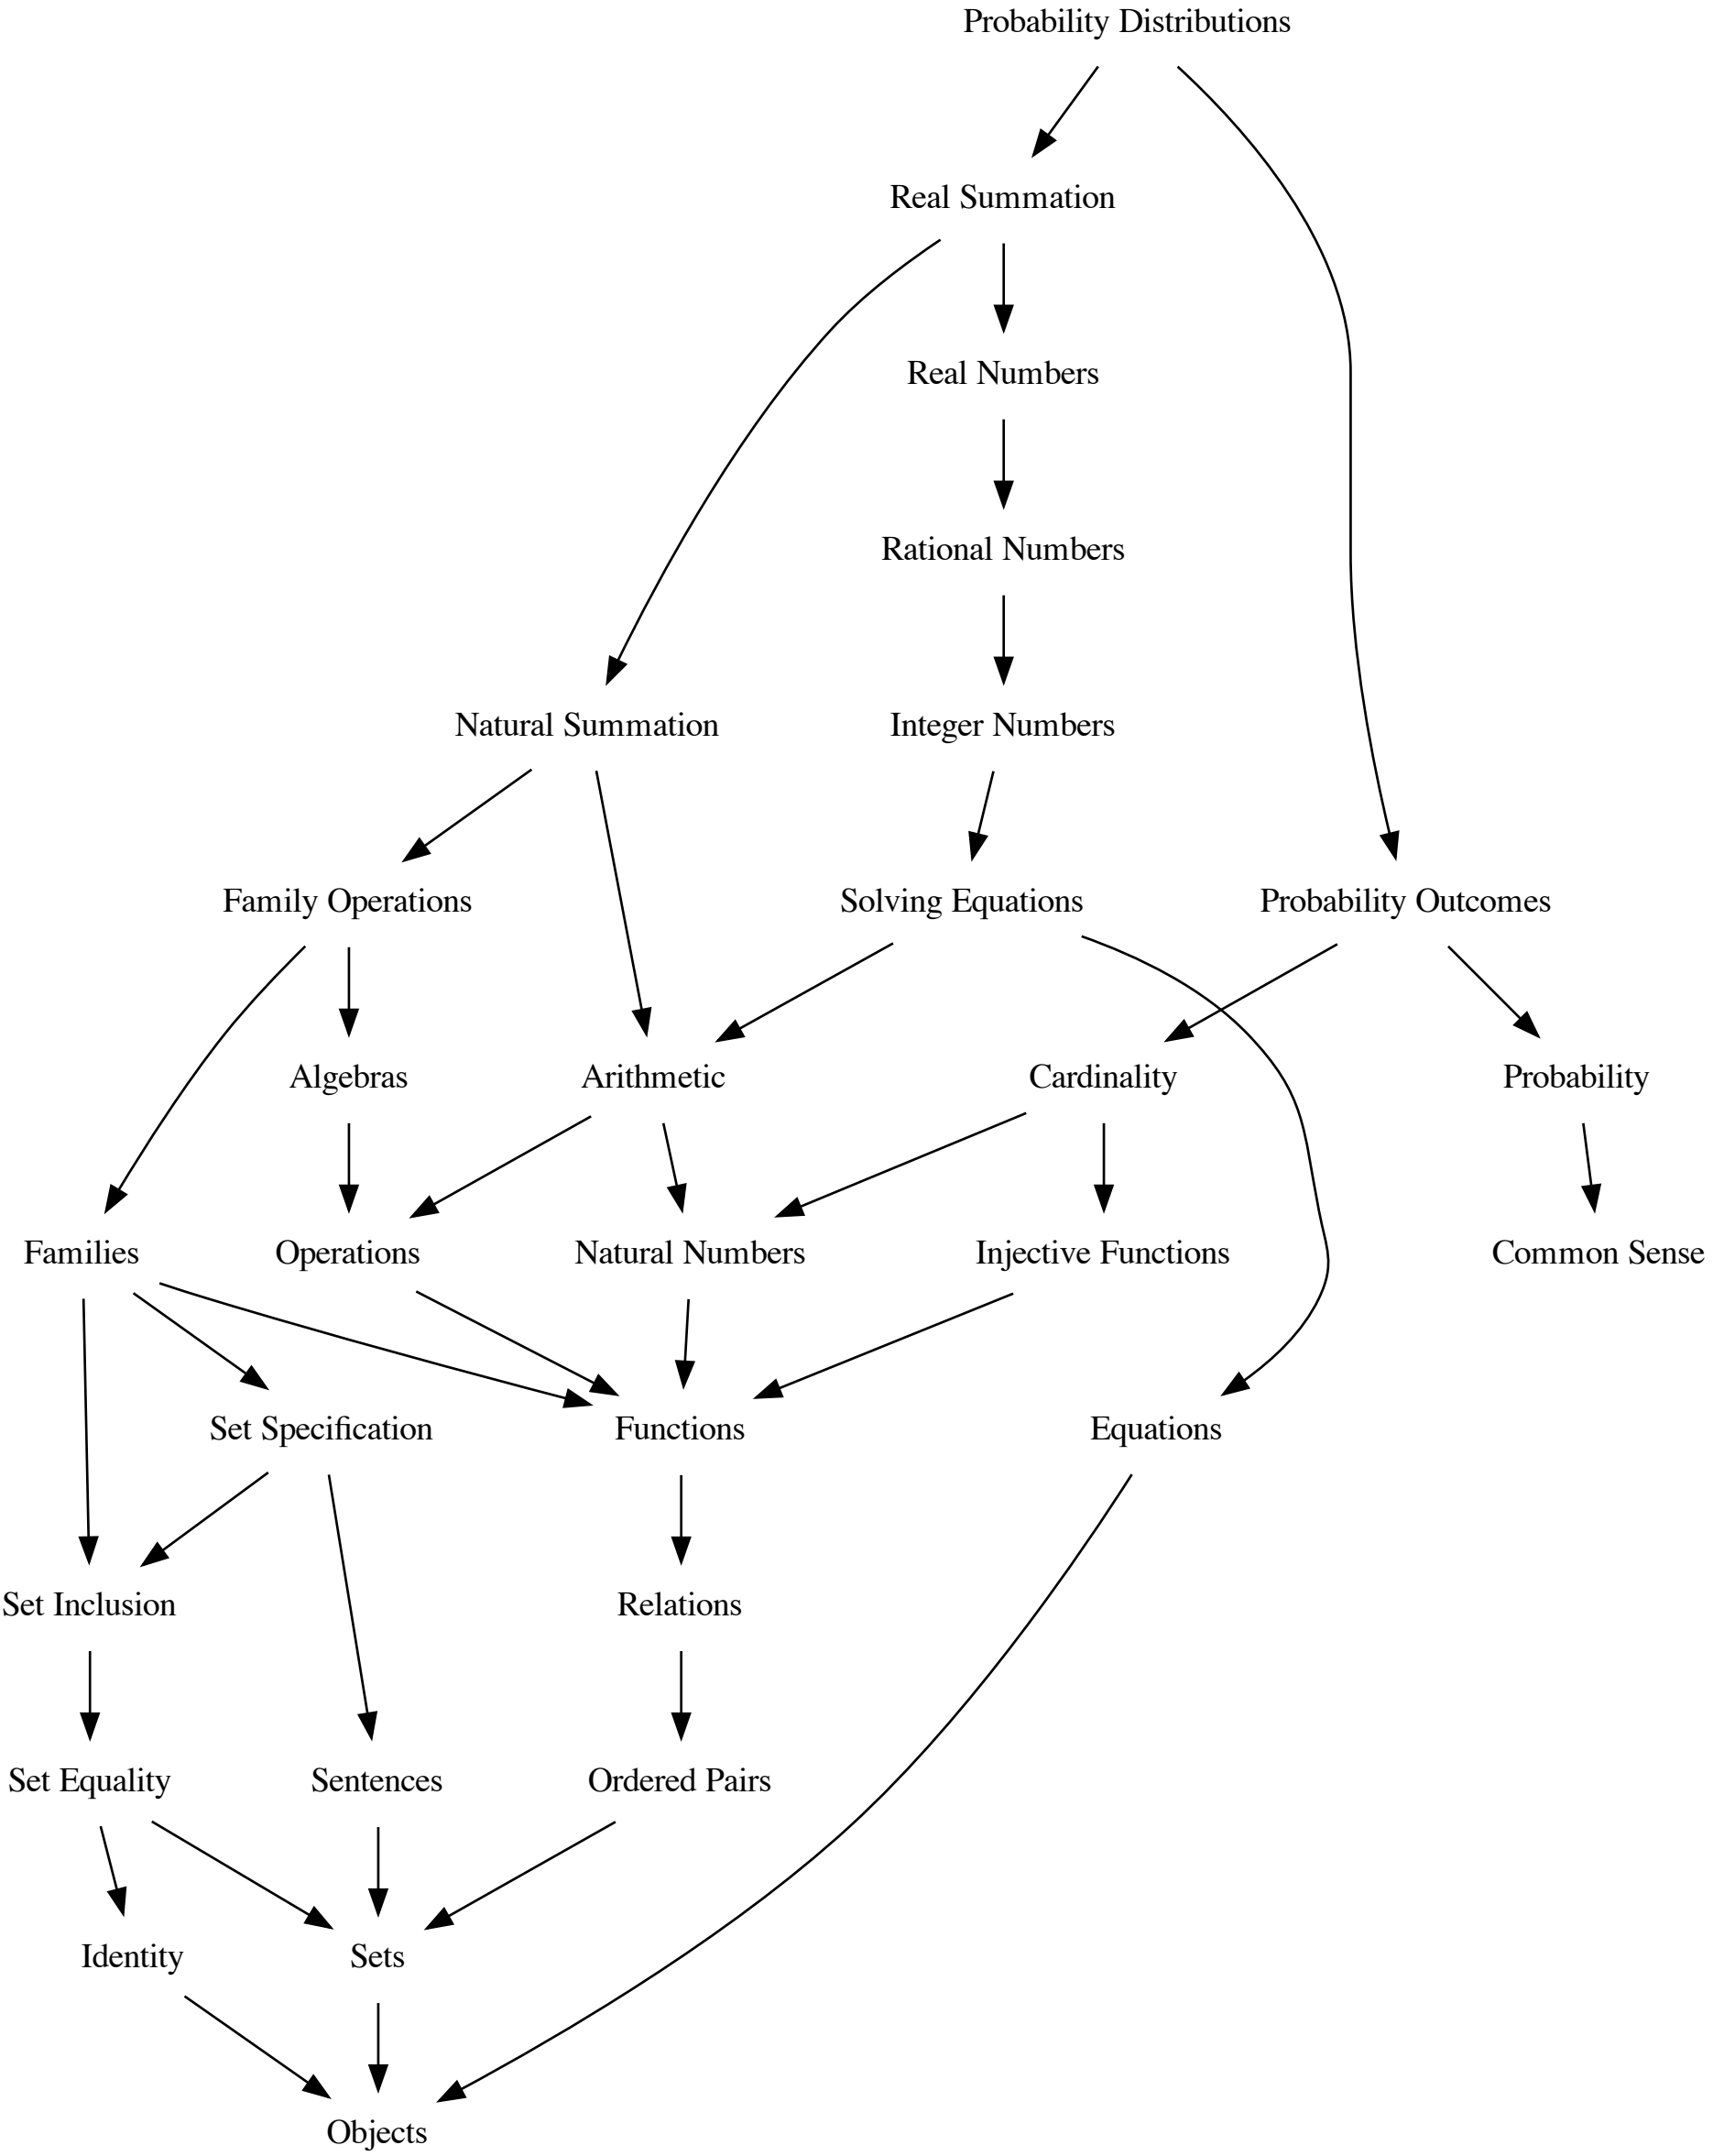 Probability Distributions
Real Summation
Real Numbers
Rational Numbers
Natural Summation
Integer Numbers
Family Operations
Solving Equations
Probability Outcomes
Algebras
Arithmetic
Cardinality
Probability
Families
Operations
Natural Numbers
Injective Functions
Common Sense
Set Specification
Functions
Equations
Set Inclusion
Relations
Set Equality
Sentences
Ordered Pairs
Identity
Sets
Objects